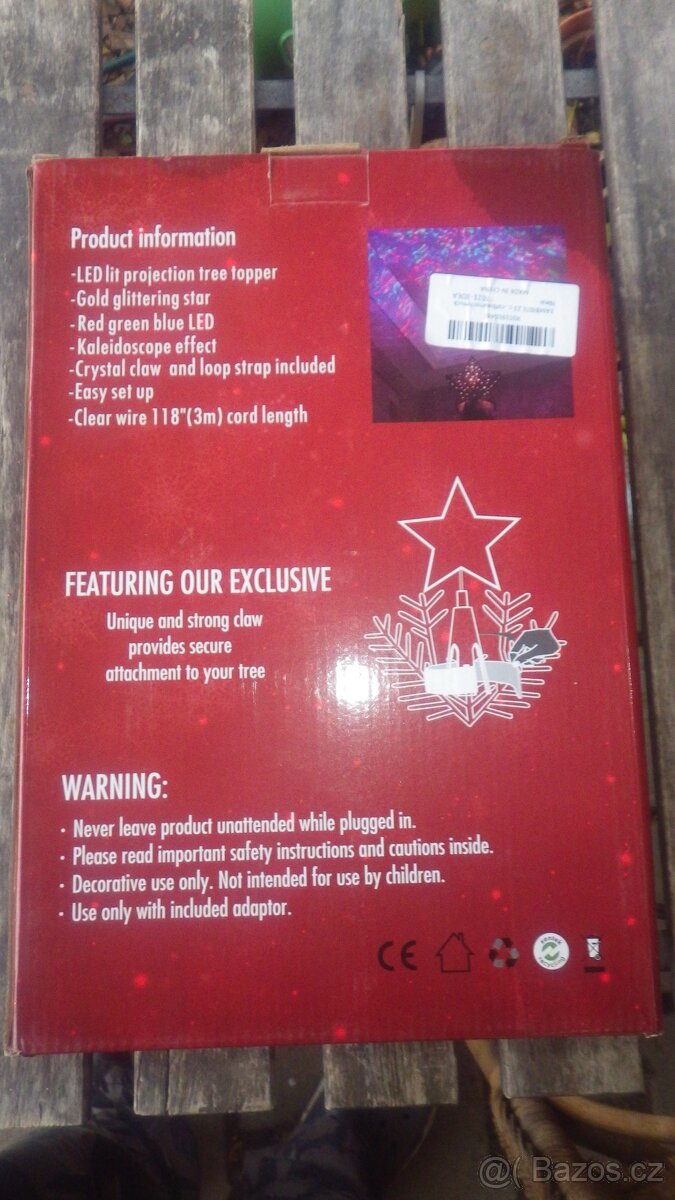 Product information
-LED lit projection tree topper
-Gold glittering star
-Red green blue LED
-Kaleidoscope effect
-Crystal claw and loop strap included
-Easy set up
-Clear wire 118"(3m) cord length
MADE IN CHINA
FEATURING OUR EXCLUSIVE
Unique and strong claw
provides secure
attachment to your tree
WARNING:
· Never leave product unattended while plugged in.
· Please read important safety instructions and cautions inside.
· Decorative use only. Not intended for use by children.
· Use only with included adaptor.
CE
recycling
@( Bazos.cz